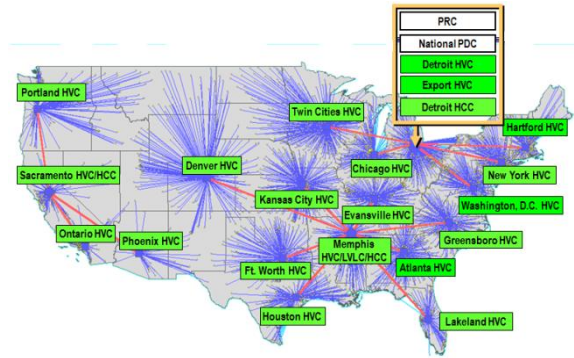 PRC
National PDC
Detroit HVC
Export HVC
Detroit HCC
Portland HVC
Twin Cities HVC
Hartford HVC
Denver HVC
Chicago HVC
New York HVC
Sacramento HVC/HCC
Kansas City HVC
Washington, D.C. HVC
Evansville HVC
Ontario HVC
Phoenix HVC
Greensboro HVC
Memphis
HVC/LVLC/HCC
Ft. Worth HVC
Atlanta HVC
Houston HVC
Lakeland HVC